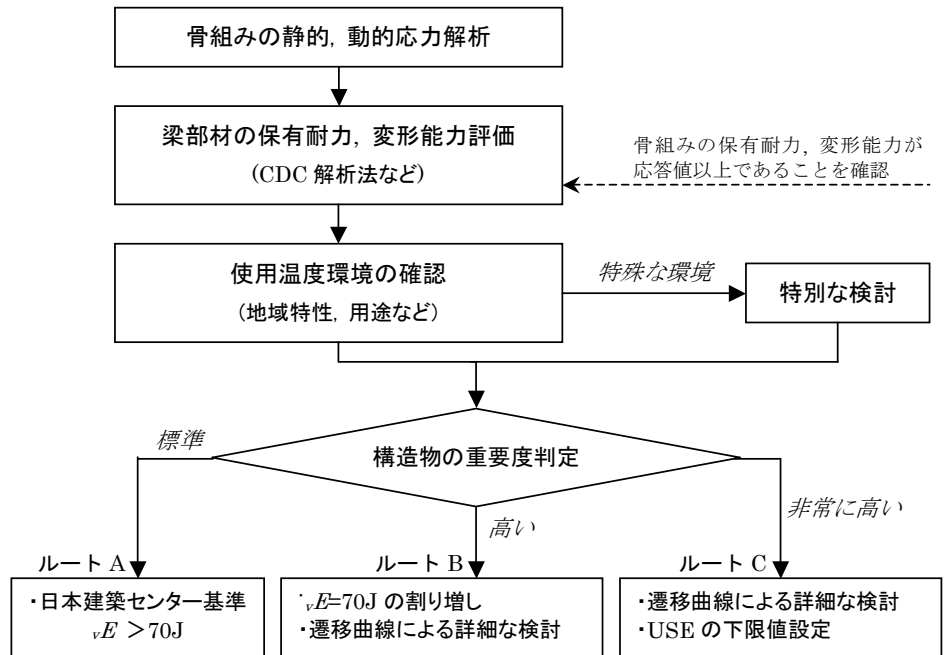 骨組みの静的, 動的応力解析
梁部材の保有耐力, 変形能力評価
(CDC 解析法など)
骨組みの保有耐力, 変形能力が
応答値以上であることを確認
使用温度環境の確認
(地域特性, 用途など)
特殊な環境
特別な検討
標準
構造物の重要度判定
高い
非常に高い
ルート A
・日本建築センター基準
vE >70J
ルート B
・vE=70J の割り増し
・遷移曲線による詳細な検討
ルート C
・遷移曲線による詳細な検討
・USE の下限値設定